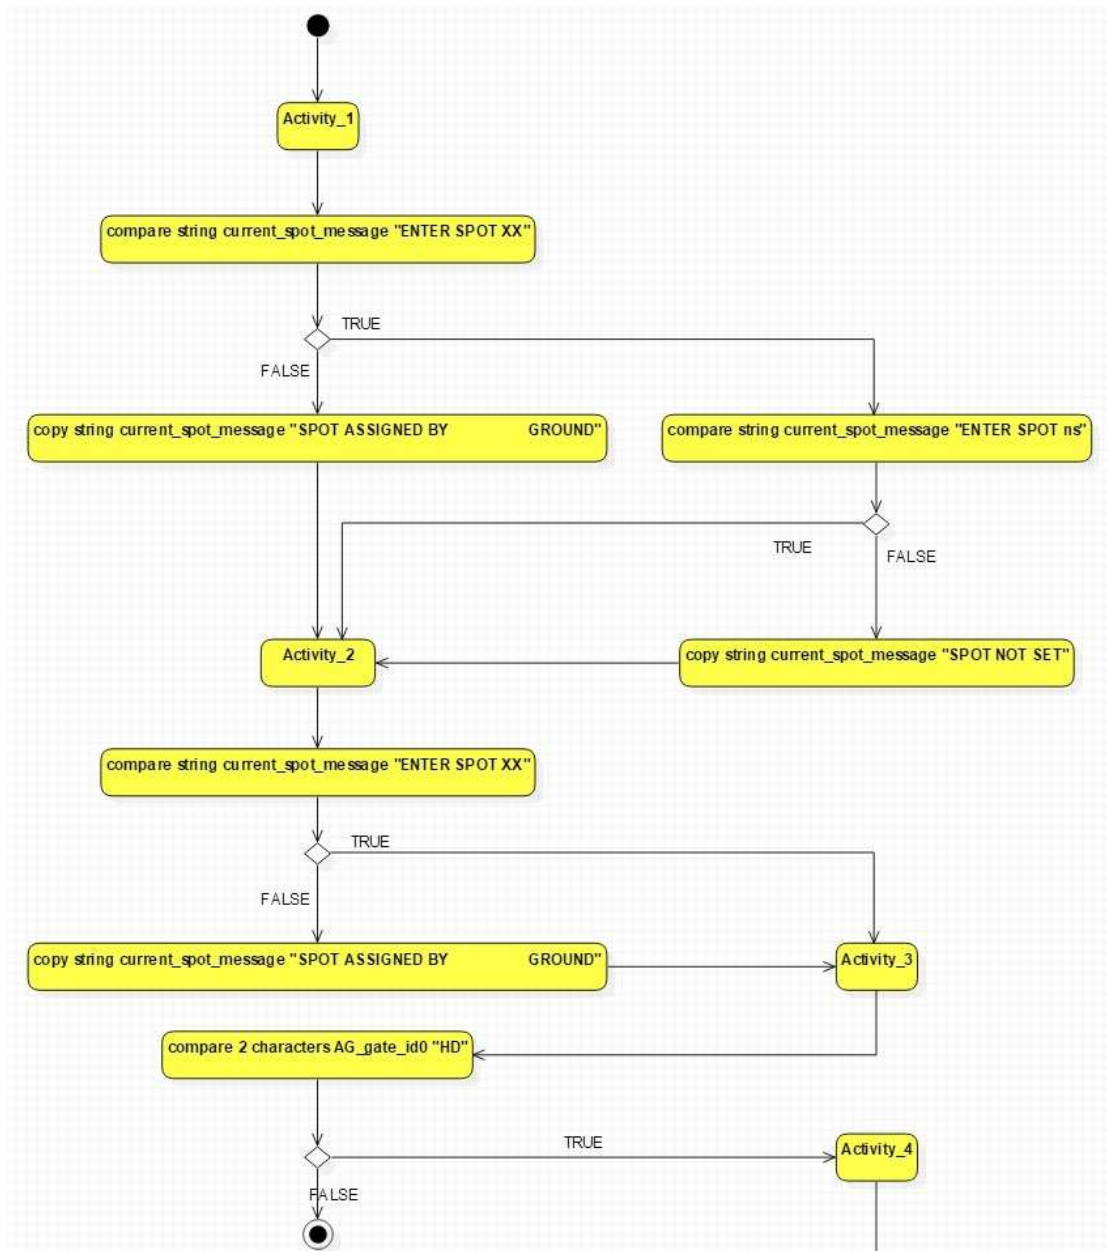 Activity_1
compare string current_spot_message "ENTER SPOT XX"
TRUE
FALSE
copy string current_spot_message "SPOT ASSIGNED BY GROUND"
compare string current_spot_message "ENTER SPOT ns"
TRUE
FALSE
Activity_2
copy string current_spot_message "SPOT NOT SET"
compare string current_spot_message "ENTER SPOT XX"
TRUE
FALSE
copy string current_spot_message "SPOT ASSIGNED BY GROUND"
Activity_3
compare 2 characters AG_gate_id0 "HD"
TRUE
Activity_4
FALSE